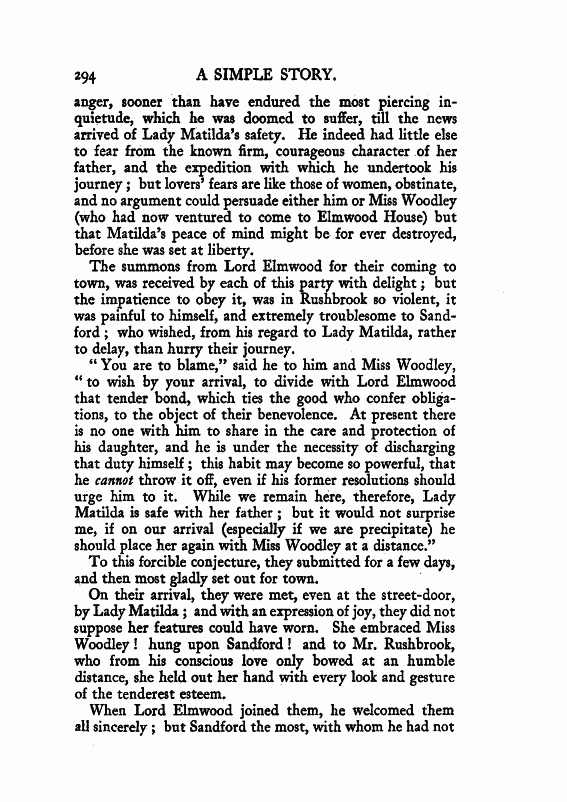 294 A SIMPLE STORY.
anger, sooner than have endured the most piercing in-
quietude, which he was doomed to suffer, till the news
arrived of Lady Matilda's safety. He indeed had little else
to fear from the known firm, courageous character of her
father, and the expedition with which he undertook his
journey; but lovers' fears are like those of women, obstinate,
and no argument could persuade either him or Miss Woodley
(who had now ventured to come to Elmwood House) but
that Matilda's peace of mind might be for ever destroyed,
before she was set at liberty.
The summons from Lord Elmwood for their coming to
town, was received by each of this party with delight; but
the impatience to obey it, was in Rushbrook so violent, it
was painful to himself, and extremely troublesome to Sand-
ford; who wished, from his regard to Lady Matilda, rather
to delay, than hurry their journey.
"You are to blame," said he to him and Miss Woodley,
"to wish by your arrival, to divide with Lord Elmwood
that tender bond, which ties the good who confer obliga-
tions, to the object of their benevolence. At present there
is no one with him to share in the care and protection of
his daughter, and he is under the necessity of discharging
that duty himself; this habit may become so powerful, that
he cannot throw it off, even if his former resolutions should
urge him to it. While we remain here, therefore, Lady
Matilda is safe with her father; but it would not surprise
me, if on our arrival (especially if we are precipitate) he
should place her again with Miss Woodley at a distance."
To this forcible conjecture, they submitted for a few days,
and then most gladly set out for town.
On their arrival, they were met, even at the street-door,
by Lady Matilda; and with an expression of joy, they did not
suppose her features could have worn. She embraced Miss
Woodley! hung upon Sandford! and to Mr. Rushbrook,
who from his conscious love only bowed at an humble
distance, she held out her hand with every look and gesture
of the tenderest esteem.
When Lord Elmwood joined them, he welcomed them
all sincerely; but Sandford the most, with whom he had not